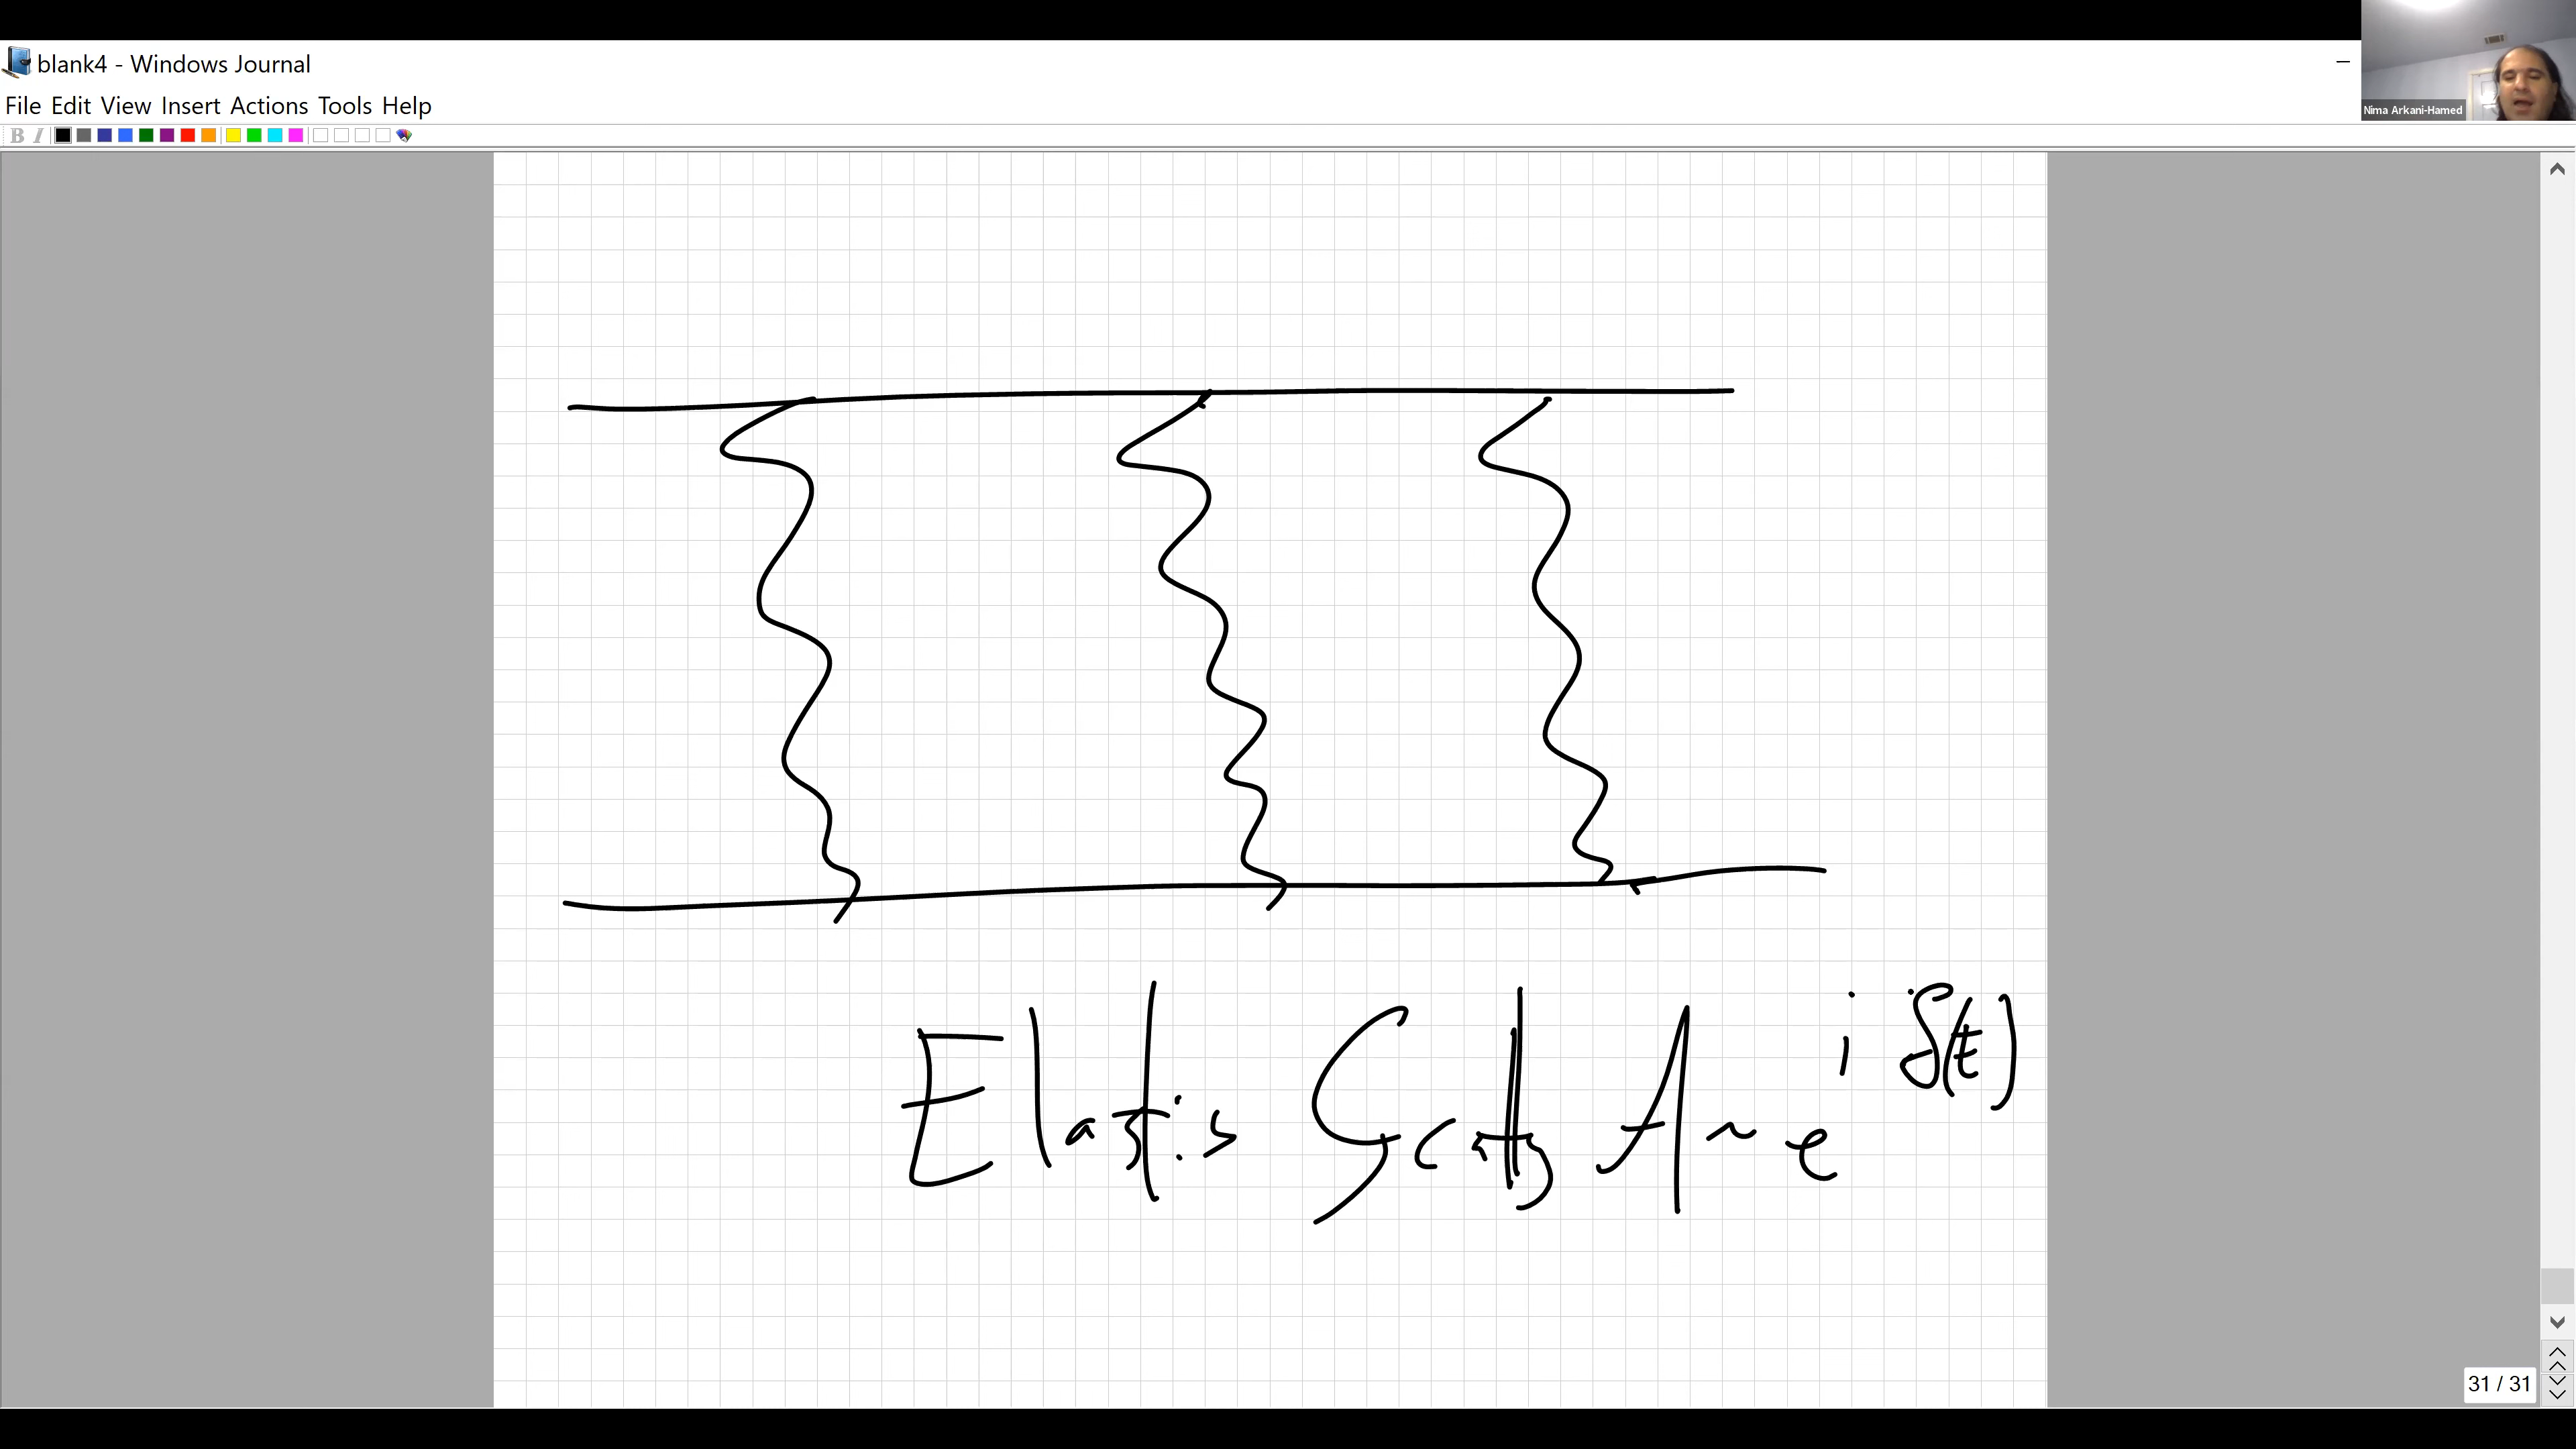 blank4 - Windows Journal
Nima Arkani-Hamed
File Edit View Insert Actions Tools Help
B I
Elastic Scatt A ~ e^{i δ(t)}
31 / 31